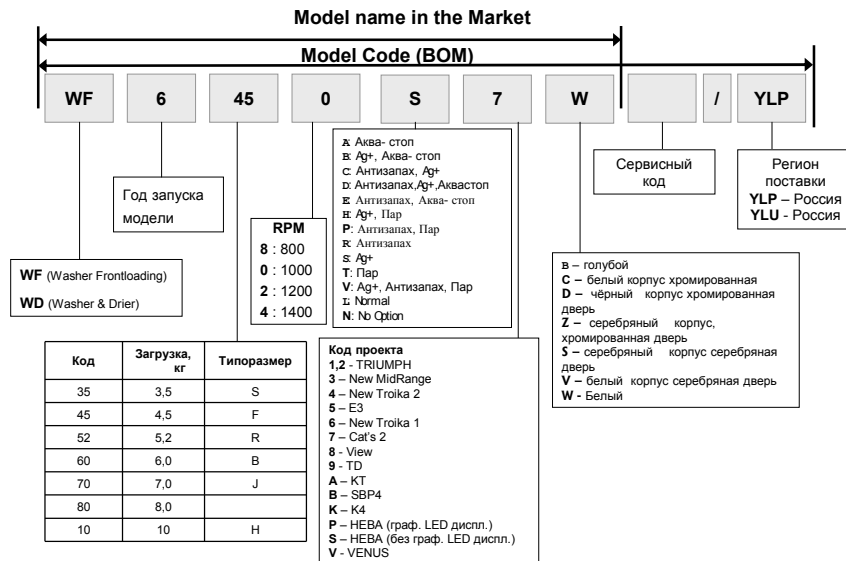 Model name in the Market
Model Code (BOM)
WF 6 45 0 S 7 W / YLP
Год запуска
модели
WF (Washer Frontloading)
WD (Washer & Drier)
RPM
8 : 800
0 : 1000
2 : 1200
4 : 1400
A: Аква- стоп
B: Ag+, Аква- стоп
C: Антизапах, Ag+
D: Антизапах,Ag+,Аквастоп
E: Антизапах, Аква- стоп
H: Ag+, Пар
P: Антизапах, Пар
R: Антизапах
S: Ag+
T: Пар
V: Ag+, Антизапах, Пар
L: Normal
N: No Option
Сервисный
код
Регион
поставки
YLP – Россия
YLU - Россия
B – голубой
C – белый корпус хромированная
D – чёрный корпус хромированная
дверь
Z – серебряный корпус,
хромированная дверь
S – серебряный корпус серебряная
дверь
V – белый корпус серебряная дверь
W - Белый
Код Загрузка, кг Типоразмер
35 3,5 S
45 4,5 F
52 5,2 R
60 6,0 B
70 7,0 J
80 8,0
10 10 H
Код проекта
1,2 - TRIUMPH
3 – New MidRange
4 – New Troika 2
5 – E3
6 – New Troika 1
7 – Cat's 2
8 - View
9 - TD
A – KT
B – SBP4
K – K4
P – НЕВА (граф. LED диспл.)
S – НЕВА (без граф. LED диспл.)
V - VENUS